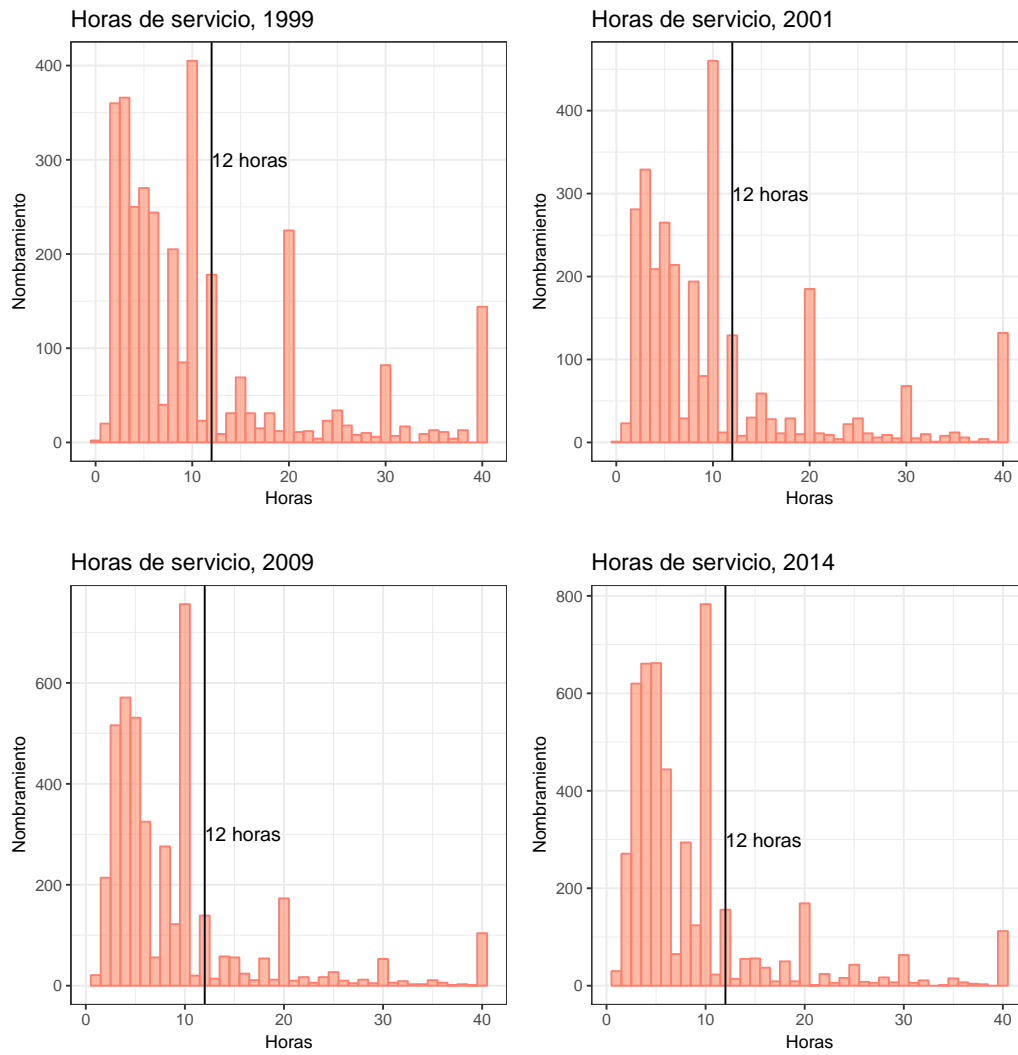 Horas de servicio, 1999
400
300
200
100
0
Nombramiento
12 horas
0 10 20 30 40
Horas
Horas de servicio, 2001
400
300
200
100
0
Nombramiento
12 horas
0 10 20 30 40
Horas
Horas de servicio, 2009
600
400
200
0
Nombramiento
12 horas
0 10 20 30 40
Horas
Horas de servicio, 2014
800
600
400
200
0
Nombramiento
12 horas
0 10 20 30 40
Horas